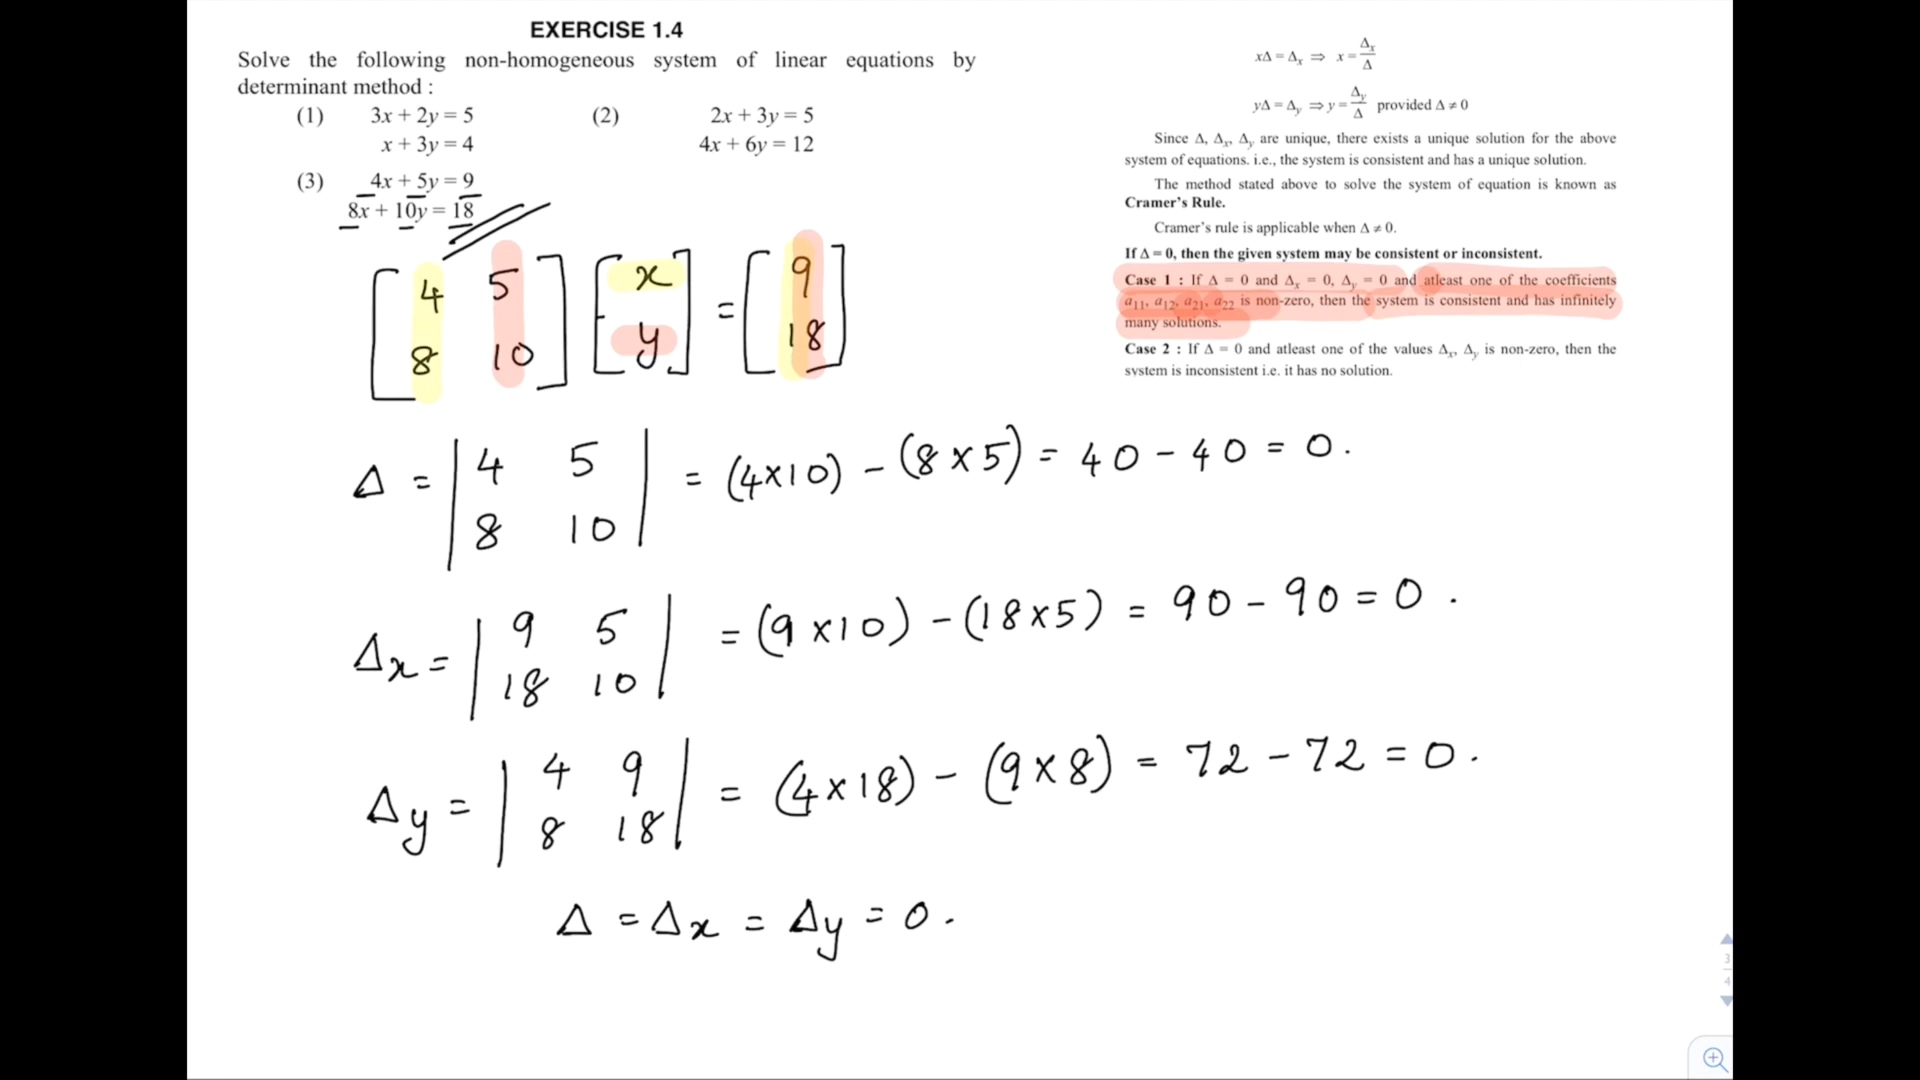 EXERCISE 1.4
Solve the following non-homogeneous system of linear equations by
determinant method :
(1) 3x + 2y = 5 (2) 2x + 3y = 5
x + 3y = 4 4x + 6y = 12
(3) 4x + 5y = 9
8x + 10y = 18
xΔ = Δx ⇒ x = Δx/Δ
yΔ = Δy ⇒ y = Δy/Δ provided Δ ≠ 0
Since Δ, Δx, Δy are unique, there exists a unique solution for the above
system of equations. i.e., the system is consistent and has a unique solution.
The method stated above to solve the system of equation is known as
Cramer's Rule.
Cramer's rule is applicable when Δ ≠ 0.
If Δ = 0, then the given system may be consistent or inconsistent.
Case 1 : If Δ = 0 and Δx = 0, Δy = 0 and atleast one of the coefficients
a11, a12, a21, a22 is non-zero, then the system is consistent and has infinitely
many solutions.
Case 2 : If Δ = 0 and atleast one of the values Δx, Δy is non-zero, then the
system is inconsistent i.e. it has no solution.
[4 5] [x] = [9]
[8 10] [y] [18]
Δ = |4 5| = (4×10) - (8×5) = 40 - 40 = 0.
|8 10|
Δx = |9 5| = (9×10) - (18×5) = 90 - 90 = 0.
|18 10|
Δy = |4 9| = (4×18) - (9×8) = 72 - 72 = 0.
|8 18|
Δ = Δx = Δy = 0.
3
4